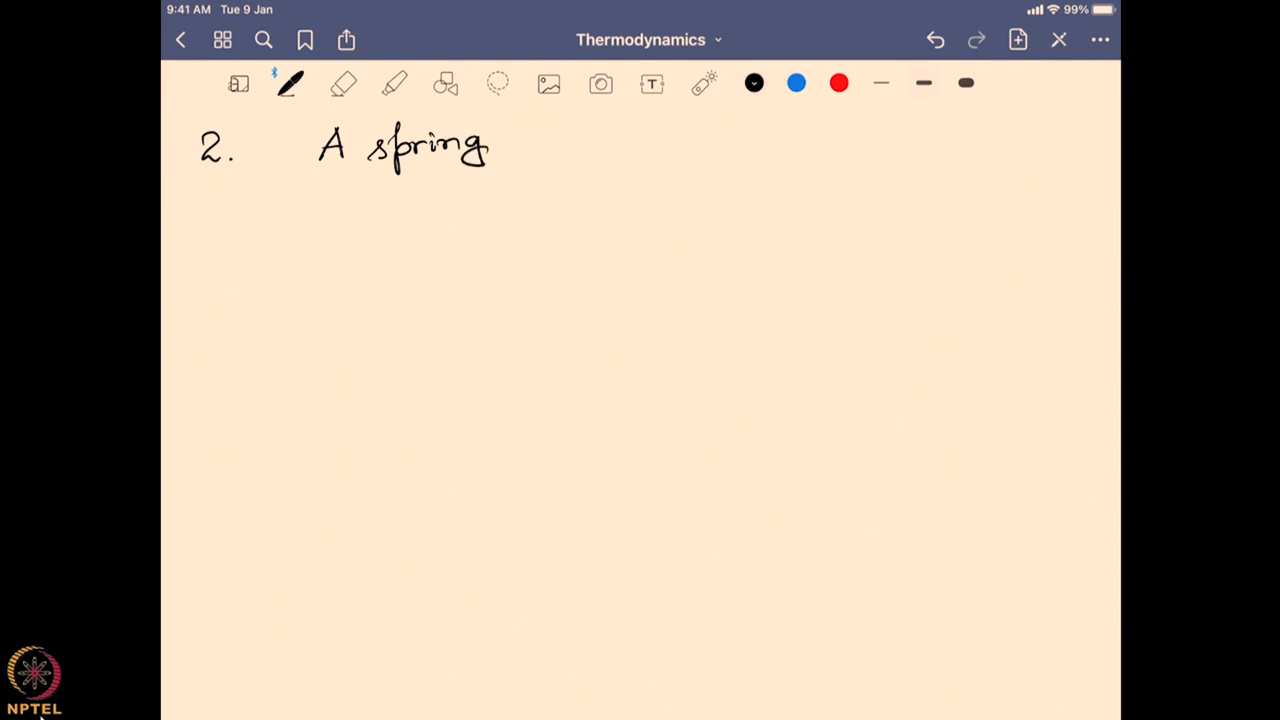 9:41 AM Tue 9 Jan 99%
Thermodynamics
T
2. A spring
NPTEL